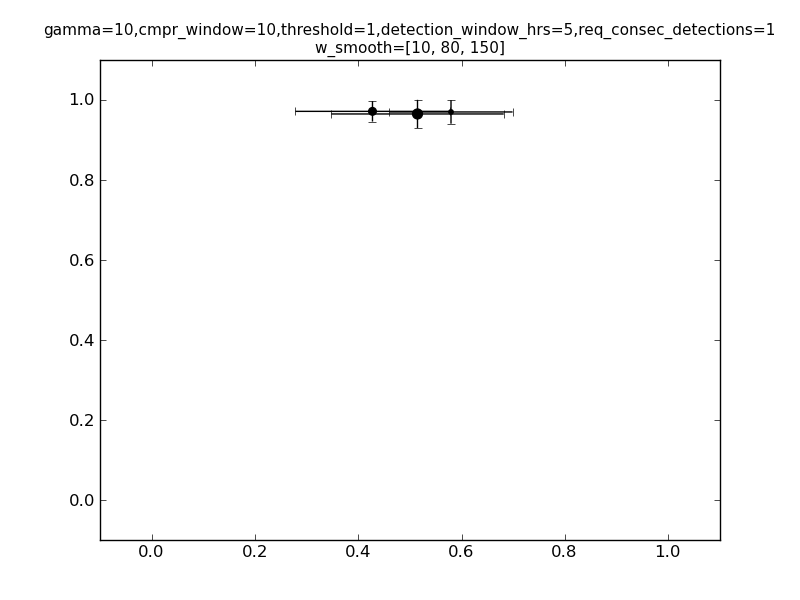 gamma=10,cmpr_window=10,threshold=1,detection_window_hrs=5,req_consec_detections=1
w_smooth=[10, 80, 150]
1.0
0.8
0.6
0.4
0.2
0.0
0.0 0.2 0.4 0.6 0.8 1.0